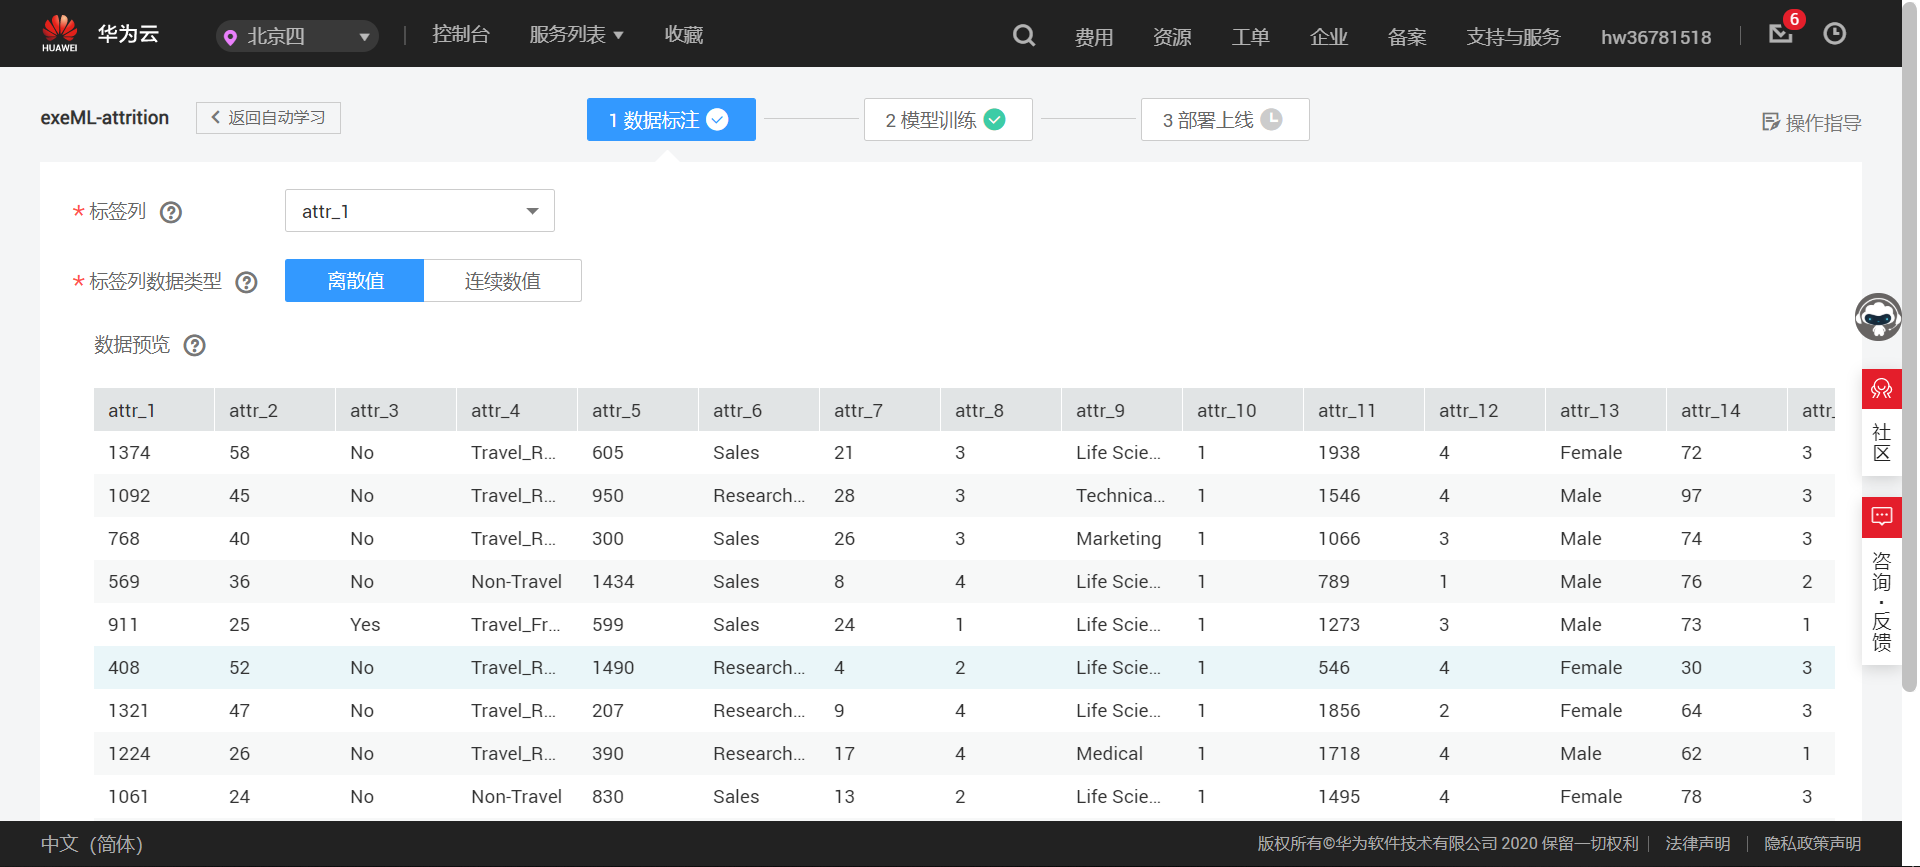 HUAWEI 华为云 北京四 控制台 服务列表 收藏 费用 资源 工单 企业 备案 支持与服务 hw36781518 6
exeML-attrition 返回自动学习 1 数据标注 2 模型训练 3 部署上线 操作指导
* 标签列 ? attr_1
* 标签列数据类型 ? 离散值 连续数值
数据预览 ?
attr_1 attr_2 attr_3 attr_4 attr_5 attr_6 attr_7 attr_8 attr_9 attr_10 attr_11 attr_12 attr_13 attr_14 attr_
1374 58 No Travel_R... 605 Sales 21 3 Life Scie... 1 1938 4 Female 72 3
1092 45 No Travel_R... 950 Research... 28 3 Technica... 1 1546 4 Male 97 3
768 40 No Travel_R... 300 Sales 26 3 Marketing 1 1066 3 Male 74 3
569 36 No Non-Travel 1434 Sales 8 4 Life Scie... 1 789 1 Male 76 2
911 25 Yes Travel_Fr... 599 Sales 24 1 Life Scie... 1 1273 3 Male 73 1
408 52 No Travel_R... 1490 Research... 4 2 Life Scie... 1 546 4 Female 30 3
1321 47 No Travel_R... 207 Research... 9 4 Life Scie... 1 1856 2 Female 64 3
1224 26 No Travel_R... 390 Research... 17 4 Medical 1 1718 4 Male 62 1
1061 24 No Non-Travel 830 Sales 13 2 Life Scie... 1 1495 4 Female 78 3
社区
咨询·反馈
中文 (简体) 版权所有©华为软件技术有限公司 2020 保留一切权利 法律声明 隐私政策声明